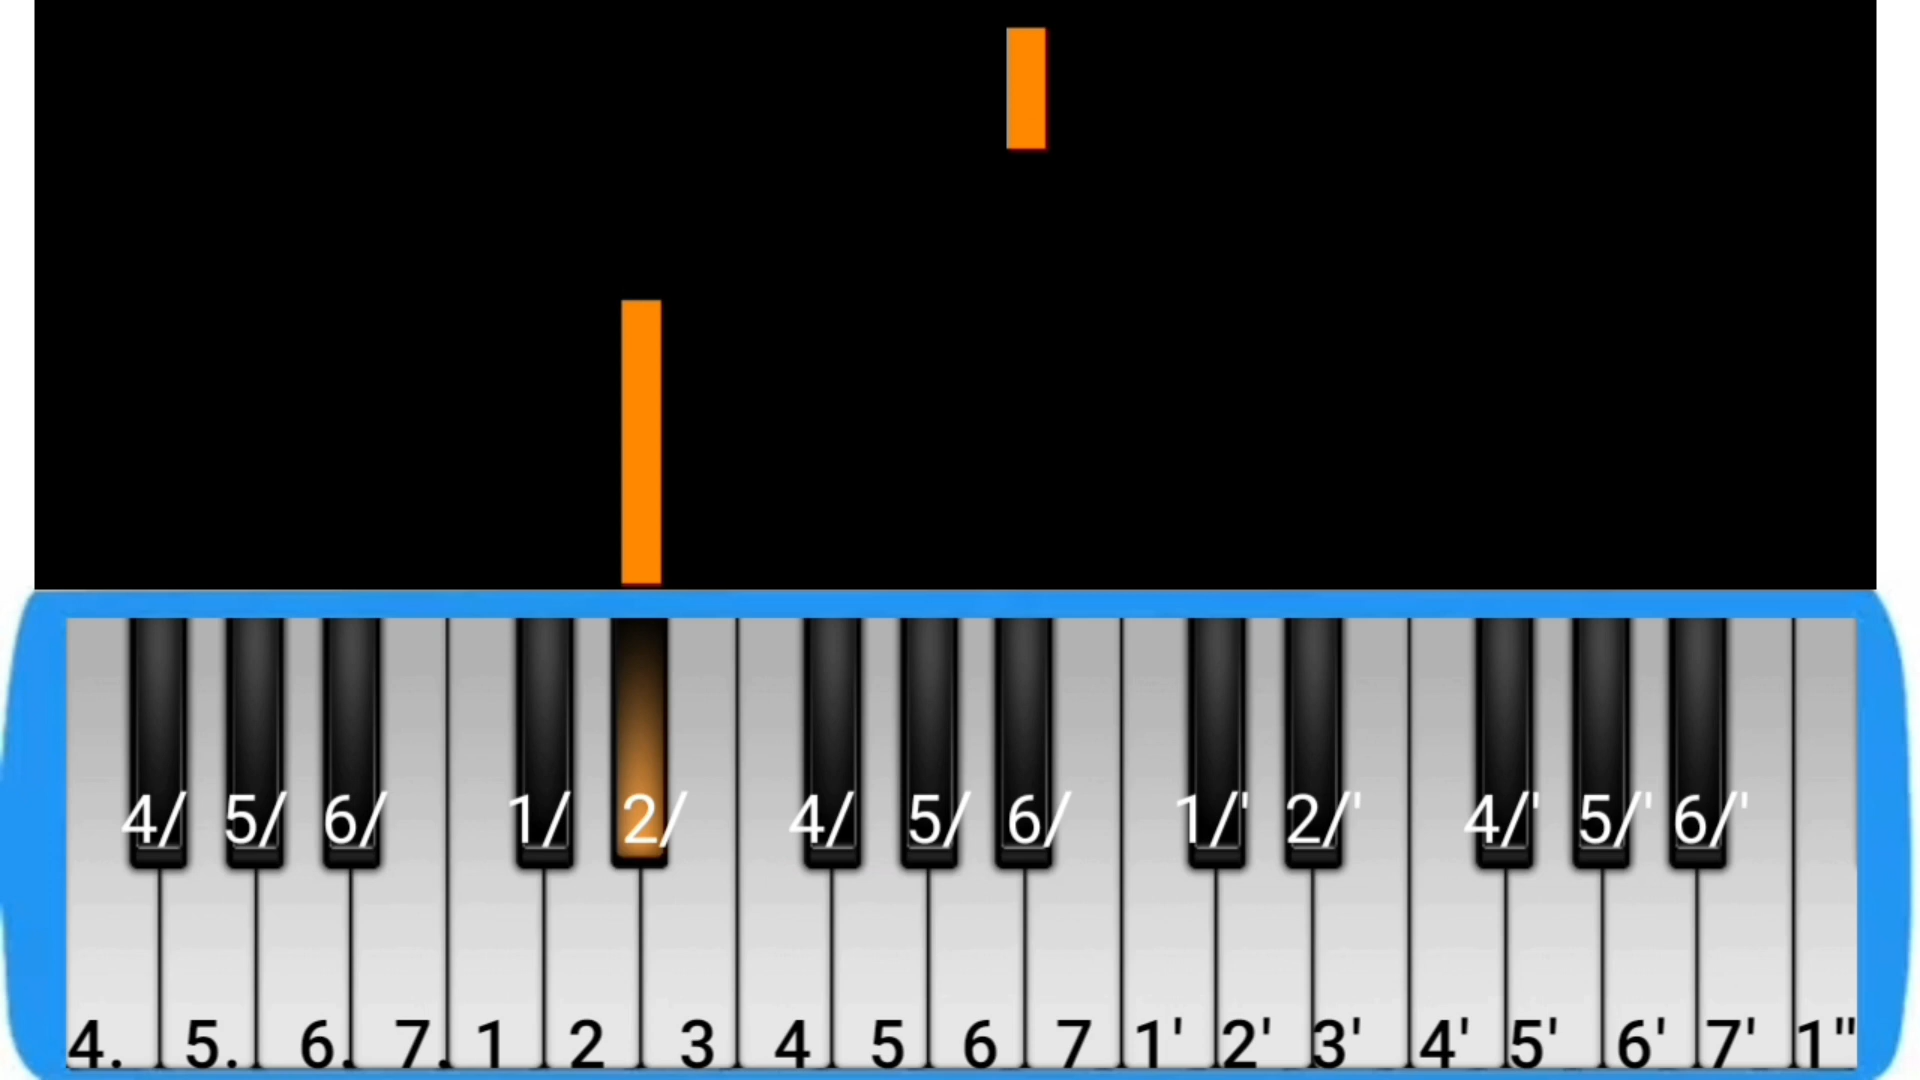 4/ 5/ 6/ 1/ 2/ 4/ 5/ 6/ 1/' 2/' 4/' 5/' 6/'
4. 5. 6. 7. 1 2 3 4 5 6 7 1' 2' 3' 4' 5' 6' 7' 1"